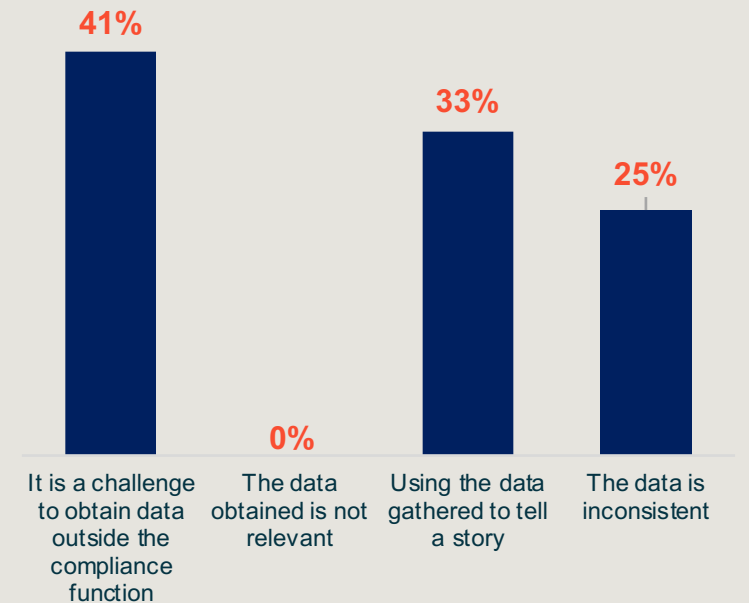 41%
33%
25%
0%
It is a challenge
to obtain data
outside the
compliance
function
The data
obtained is not
relevant
Using the data
gathered to tell
a story
The data is
inconsistent